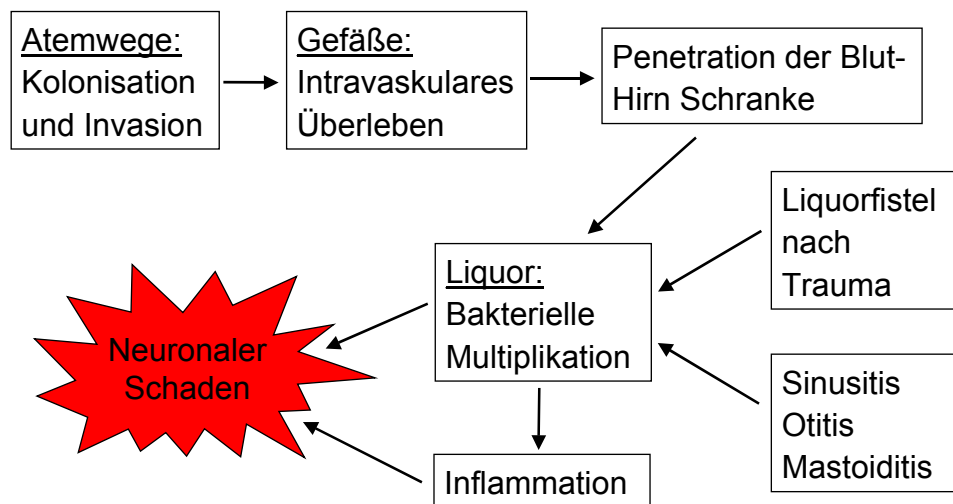 Atemwege:
Kolonisation
und Invasion
Gefäße:
Intravaskulares
Überleben
Penetration der Blut-
Hirn Schranke
Liquorfistel
nach
Trauma
Liquor:
Bakterielle
Multiplikation
Neuronaler
Schaden
Sinusitis
Otitis
Mastoiditis
Inflammation